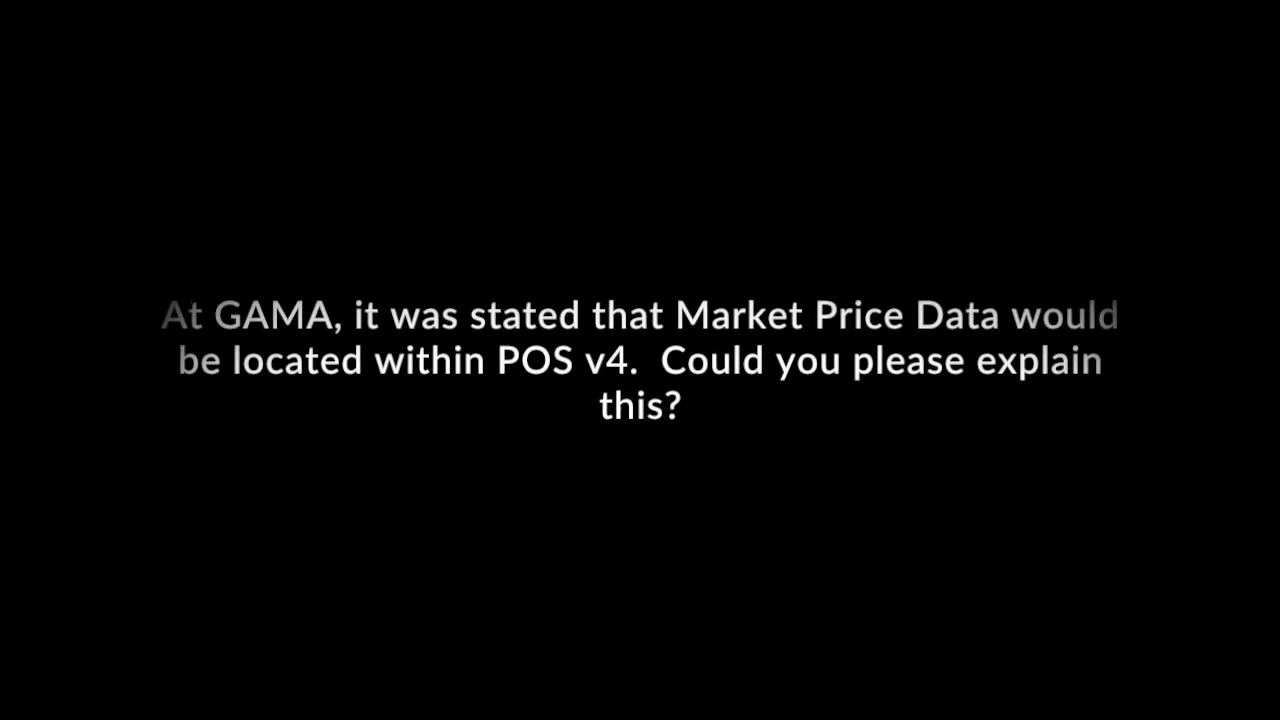 At GAMA, it was stated that Market Price Data would
be located within POS v4.  Could you please explain
this?